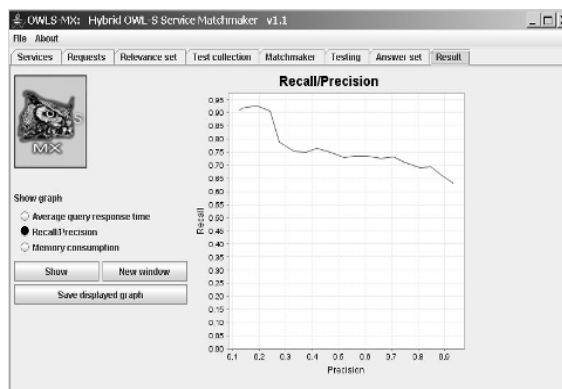 OWLS-MX: Hybrid OWL-S Service Matchmaker v1.1
File About
Services Requests Relevance set Test collection Matchmaker Testing Answer set Result
S
MX
Show graph
Average query response time
Recall/Precision
Memory consumption
Show New window
Save displayed graph
Recall/Precision
Recall
0.95
0.90
0.85
0.80
0.75
0.70
0.65
0.60
0.55
0.50
0.45
0.40
0.35
0.30
0.25
0.20
0.15
0.10
0.05
0.00
0.1 0.2 0.3 0.4 0.5 0.6 0.7 0.8 0.9
Precision